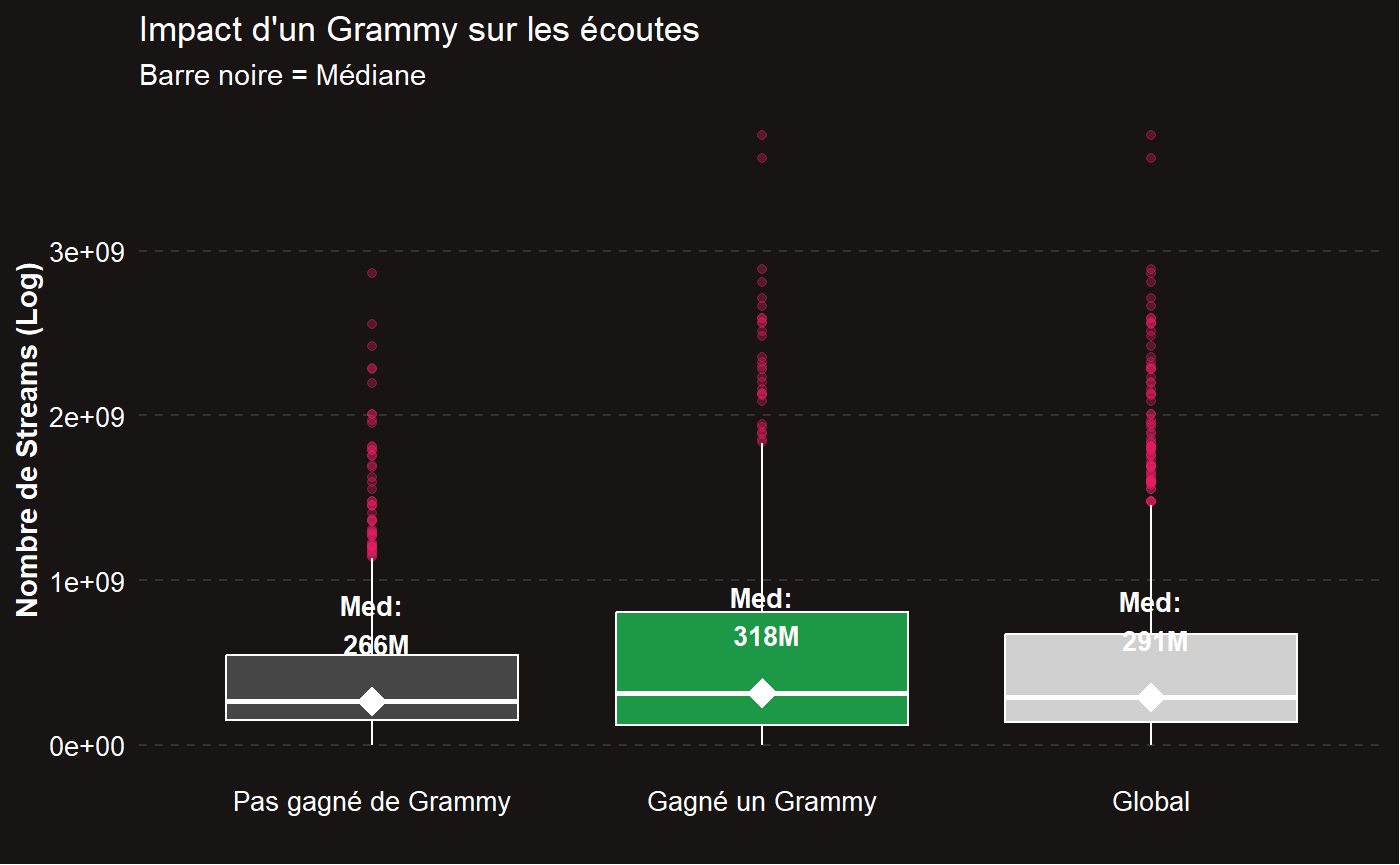 Impact d'un Grammy sur les écoutes
Barre noire = Médiane
Nombre de Streams (Log)
3e+09
2e+09
1e+09
0e+00
Med:
266M
Med:
318M
Med:
291M
Pas gagné de Grammy
Gagné un Grammy
Global